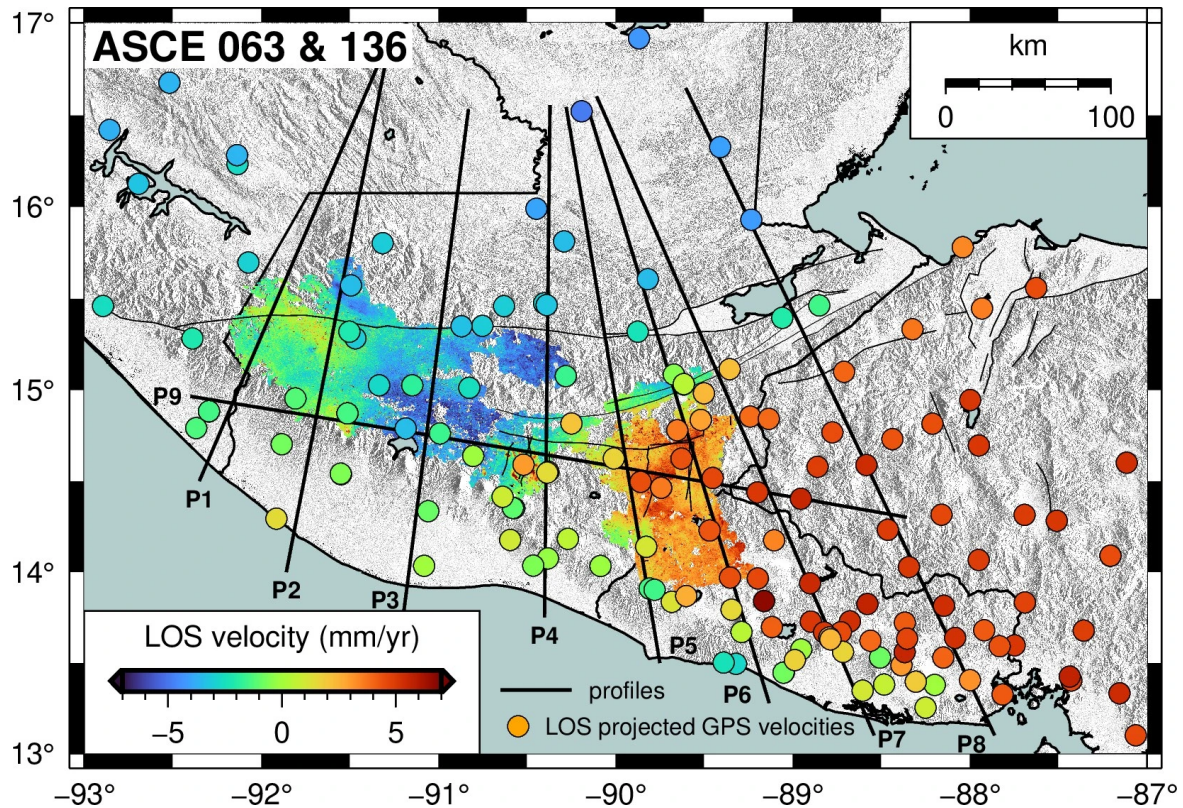 17°
16°
15°
14°
13°
ASCE 063 & 136
km
0 100
P9
P1
P2
P3
P4
P5
P6
P7
P8
LOS velocity (mm/yr)
−5 0 5
profiles
LOS projected GPS velocities
−93° −92° −91° −90° −89° −88° −87°